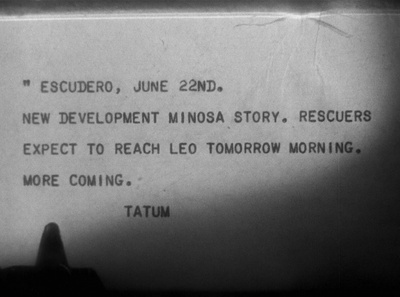 " ESCUDERO, JUNE 22ND.
NEW DEVELOPMENT MINOSA STORY. RESCUERS
EXPECT TO REACH LEO TOMORROW MORNING.
MORE COMING.
TATUM